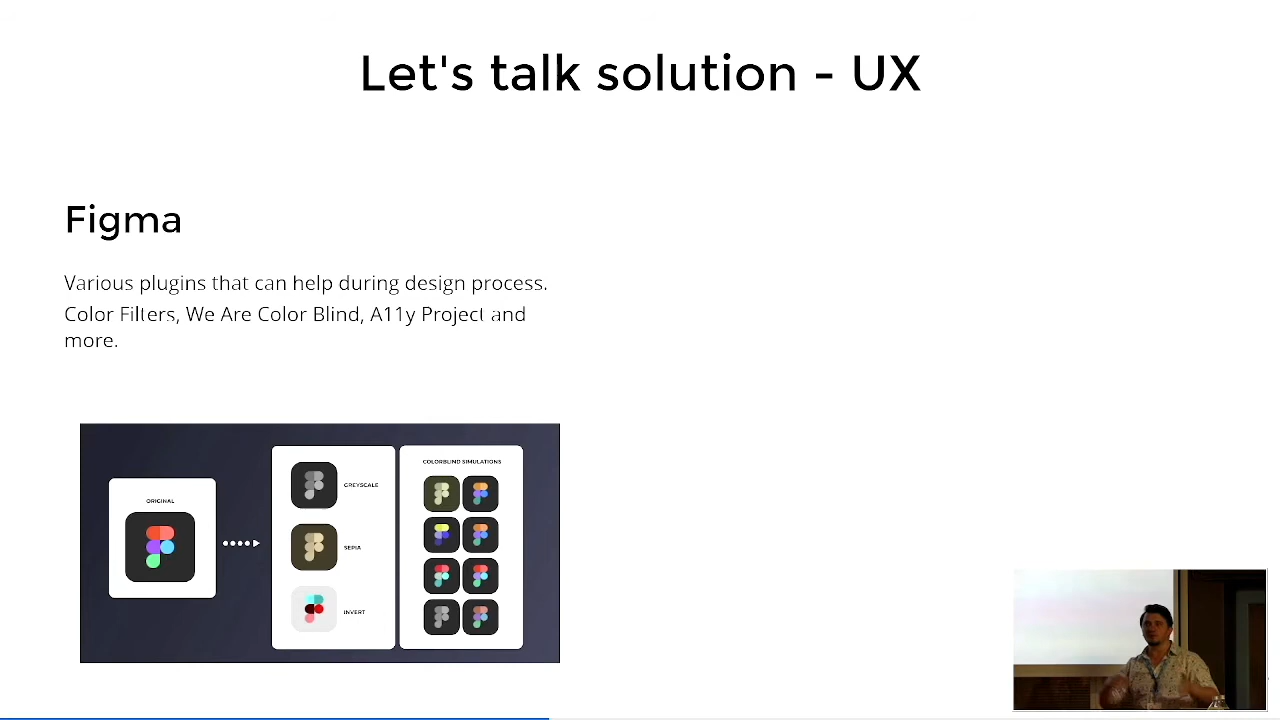 Let's talk solution - UX
Figma
Various plugins that can help during design process.
Color Filters, We Are Color Blind, A11y Project and
more.
ORIGINAL
GREYSCALE
SEPIA
INVERT
COLORBLIND SIMULATIONS